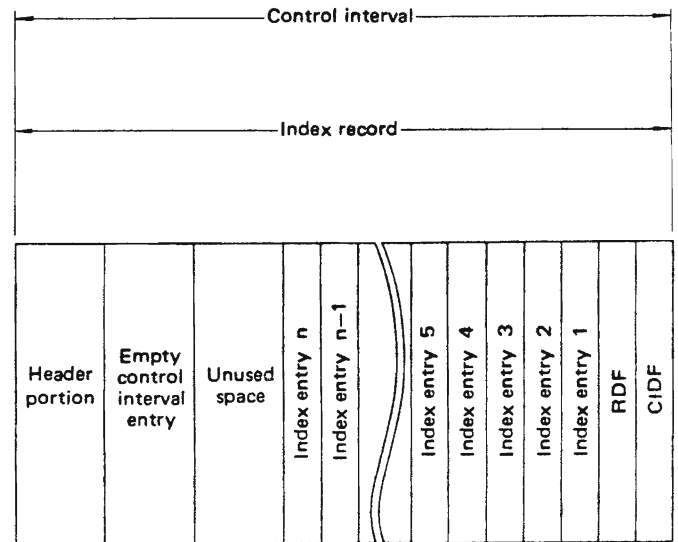 Control interval
Index record
Header
portion
Empty
control
interval
entry
Unused
space
Index entry n
Index entry n−1
Index entry 5
Index entry 4
Index entry 3
Index entry 2
Index entry 1
RDF
CIDF